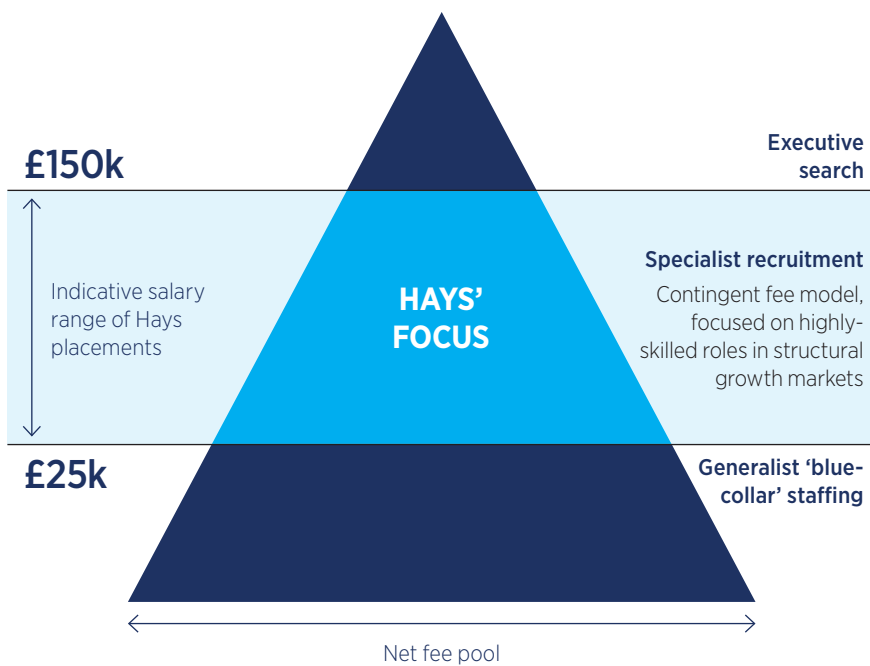 £150k
Executive
search
Indicative salary
range of Hays
placements
HAYS'
FOCUS
Specialist recruitment
Contingent fee model,
focused on highly-
skilled roles in structural
growth markets
£25k
Generalist ‘blue-
collar’ staffing
Net fee pool